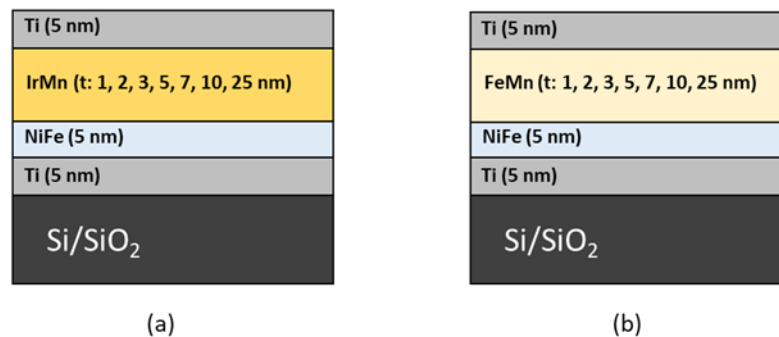 Ti (5 nm)
IrMn (t: 1, 2, 3, 5, 7, 10, 25 nm)
NiFe (5 nm)
Ti (5 nm)
Si/SiO₂
(a)
Ti (5 nm)
FeMn (t: 1, 2, 3, 5, 7, 10, 25 nm)
NiFe (5 nm)
Ti (5 nm)
Si/SiO₂
(b)